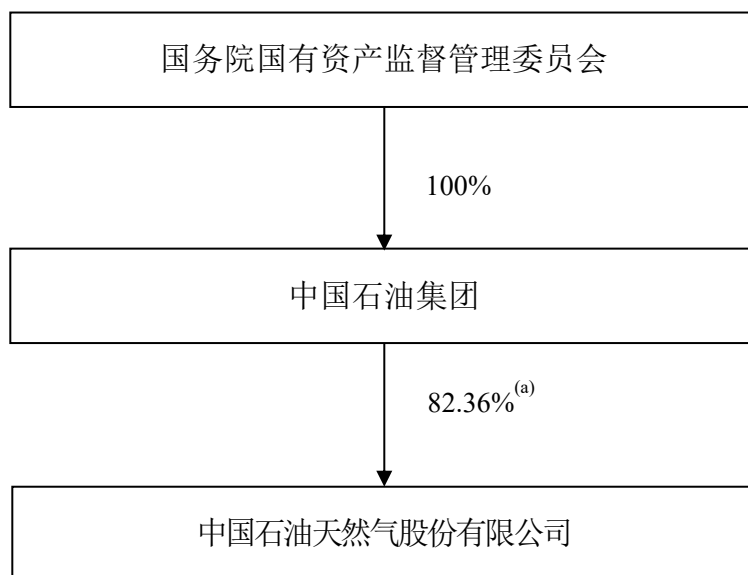 国务院国有资产监督管理委员会
100%
中国石油集团
82.36%(a)
中国石油天然气股份有限公司